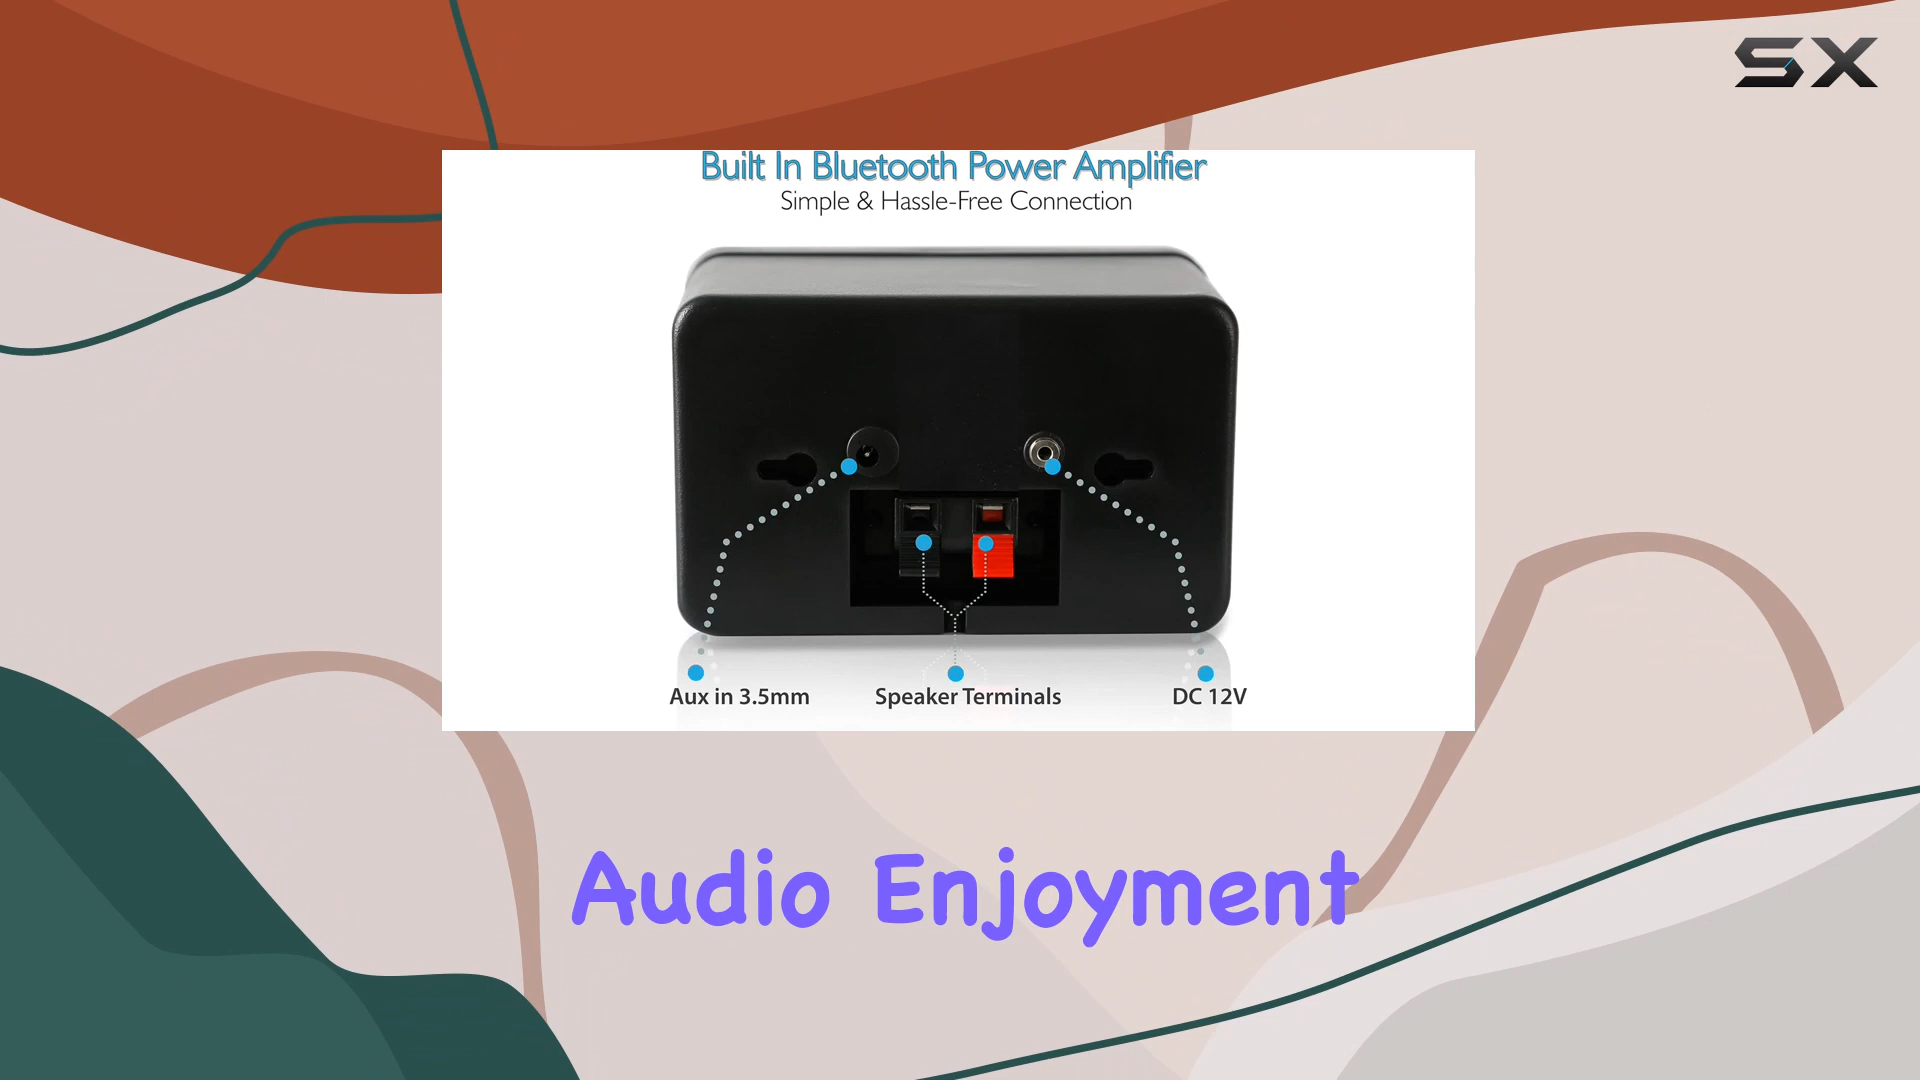 SX
Built In Bluetooth Power Amplifier
Simple & Hassle-Free Connection
Aux in 3.5mm
Speaker Terminals
DC 12V
Audio Enjoyment